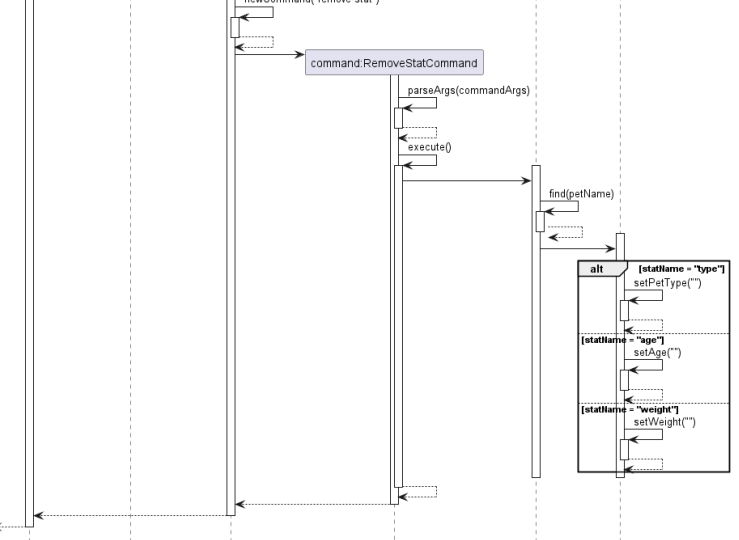 newCommand("remove stat")
command:RemoveStatCommand
parseArgs(commandArgs)
execute()
find(petName)
alt [statName = "type"]
setPetType("")
[statName = "age"]
setAge("")
[statName = "weight"]
setWeight("")